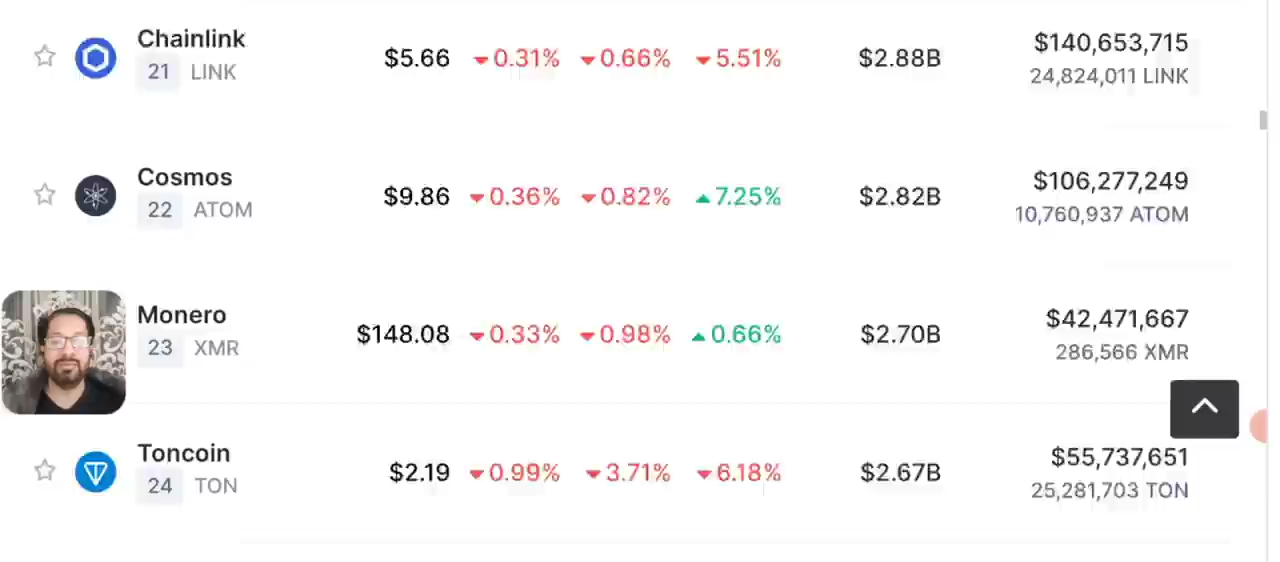 Chainlink
21 LINK
$5.66 0.31% 0.66% 5.51% $2.88B $140,653,715
24,824,011 LINK
Cosmos
22 ATOM
$9.86 0.36% 0.82% 7.25% $2.82B $106,277,249
10,760,937 ATOM
Monero
23 XMR
$148.08 0.33% 0.98% 0.66% $2.70B $42,471,667
286,566 XMR
Toncoin
24 TON
$2.19 0.99% 3.71% 6.18% $2.67B $55,737,651
25,281,703 TON